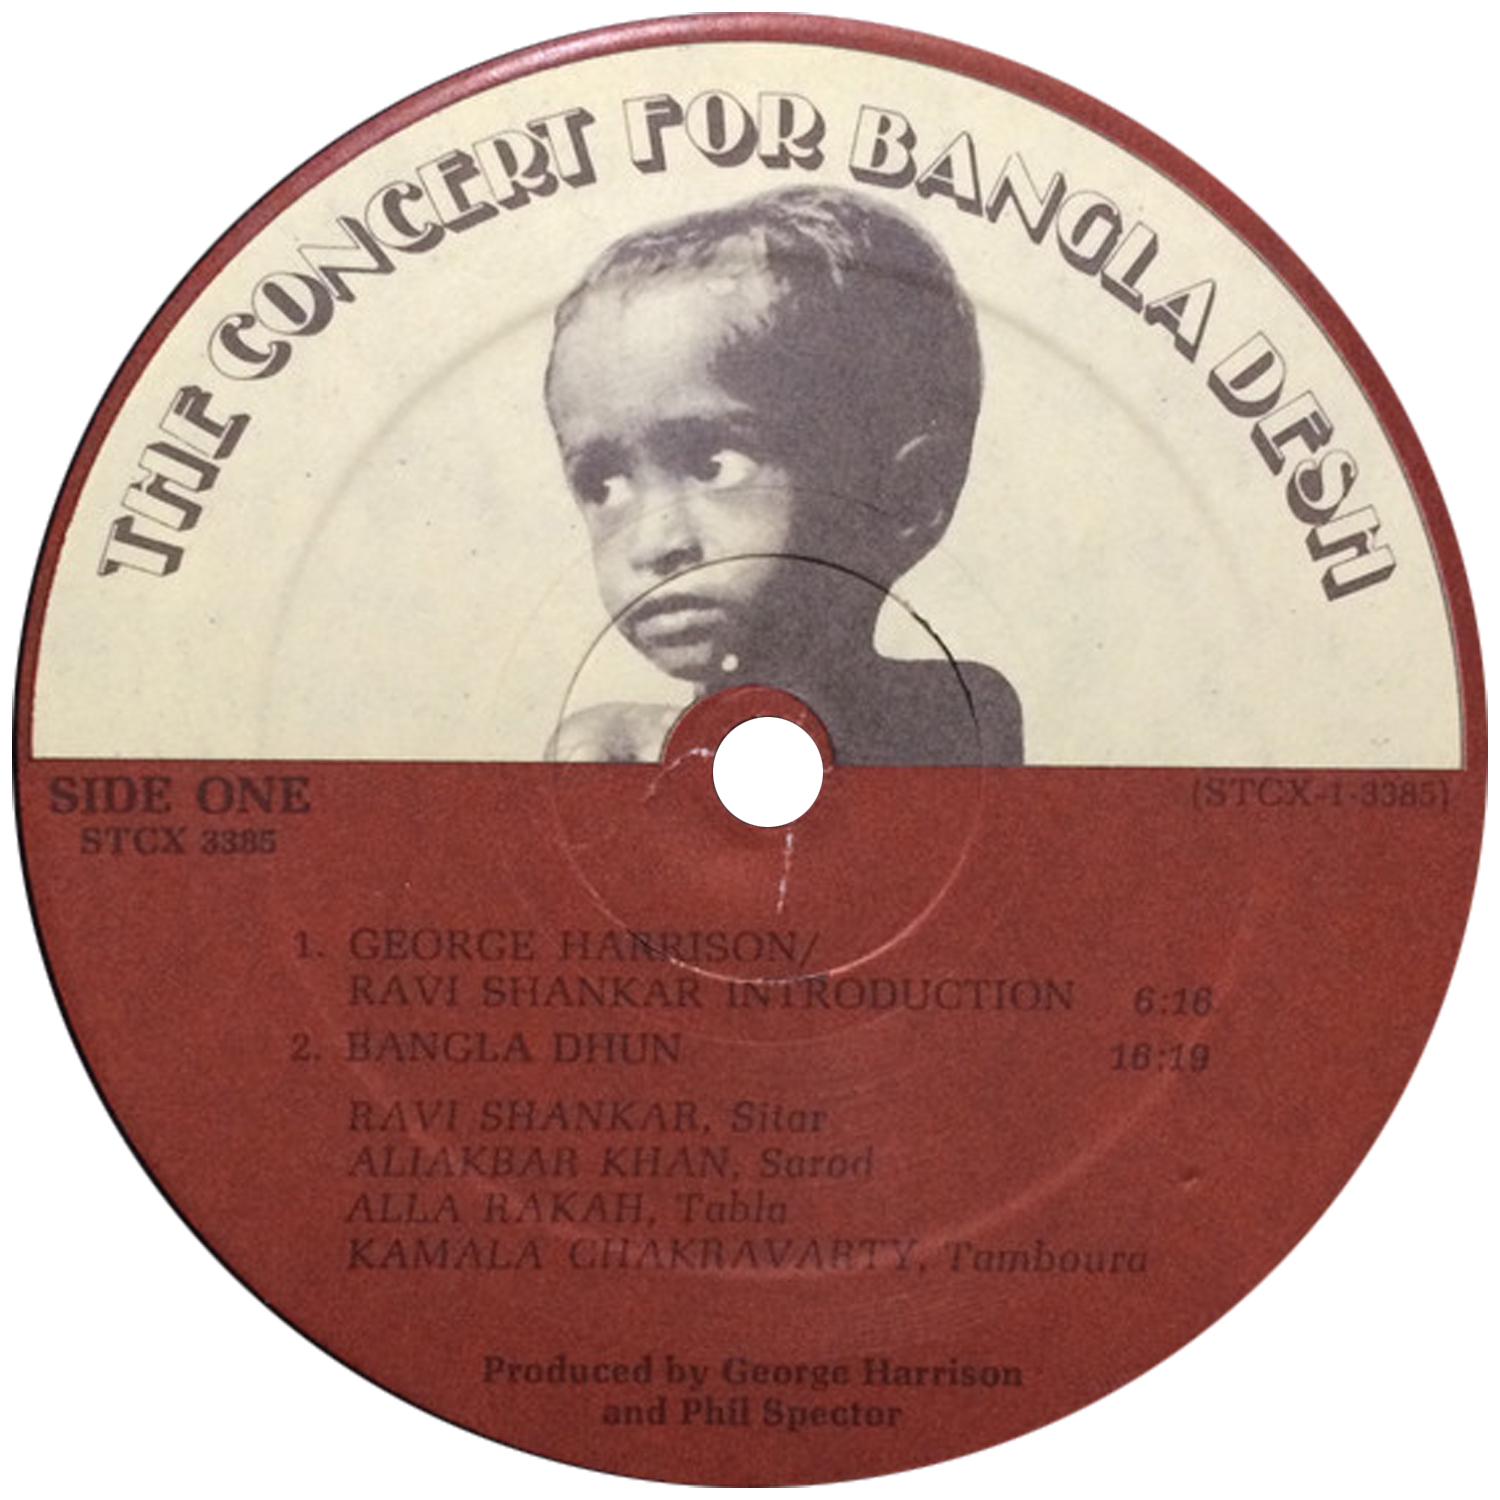 THE CONCERT FOR BANGLA DESH
SIDE ONE
STCX 3385
(STCX-1-3385)
1. GEORGE HARRISON/
RAVI SHANKAR INTRODUCTION 6:16
2. BANGLA DHUN 16:19
RAVI SHANKAR, Sitar
ALIAKBAR KHAN, Sarod
ALLA RAKAH, Tabla
KAMALA CHAKRAVARTY, Tamboura
Produced by George Harrison
and Phil Spector